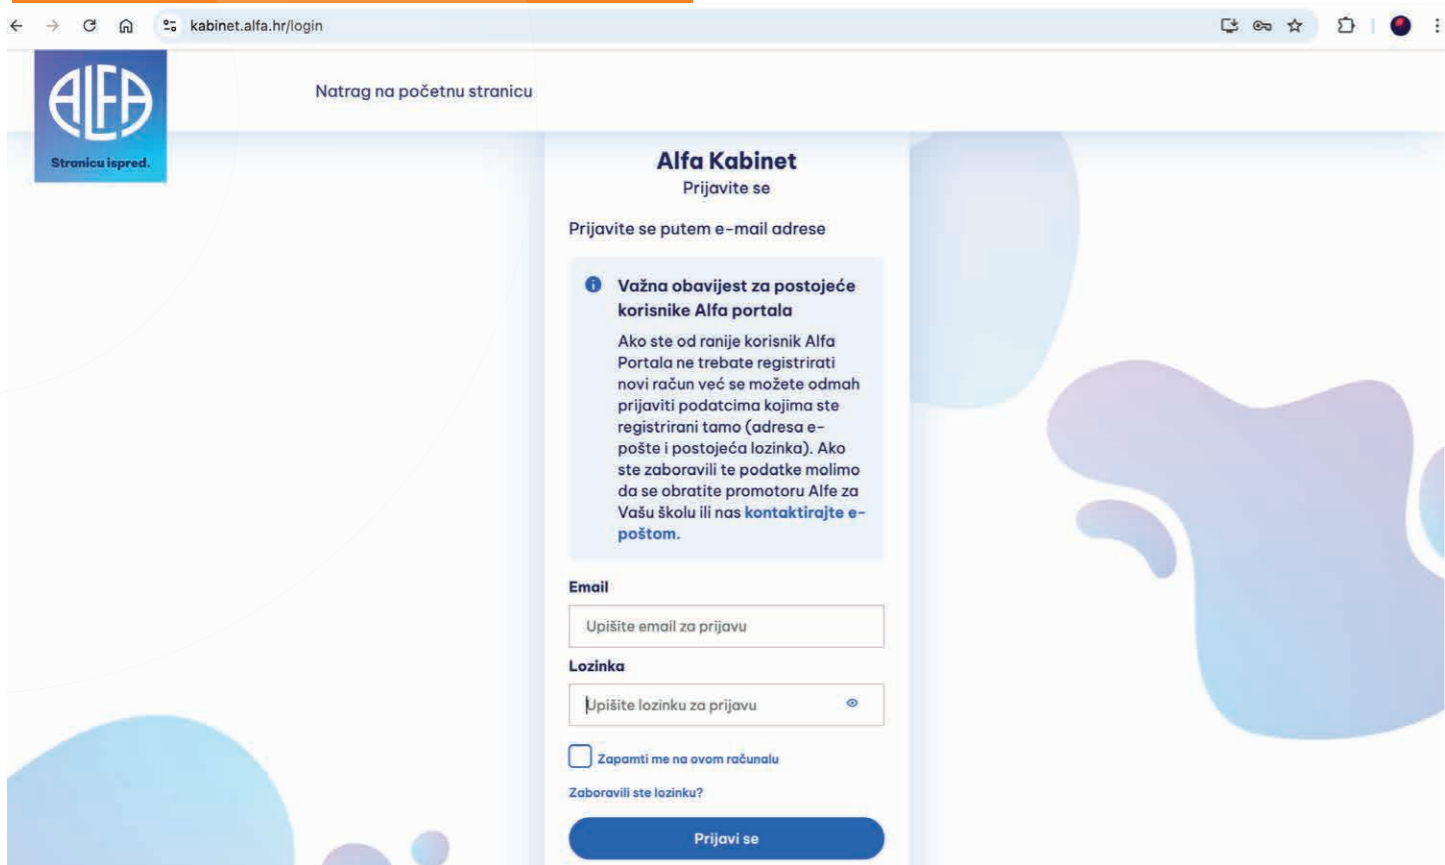 kabinet.alfa.hr/login
ALFA
Stranicu ispred.
Natrag na početnu stranicu
Alfa Kabinet
Prijavite se
Prijavite se putem e-mail adrese
Važna obavijest za postojeće
korisnike Alfa portala
Ako ste od ranije korisnik Alfa
Portala ne trebate registrirati
novi račun već se možete odmah
prijaviti podatcima kojima ste
registrirani tamo (adresa e-
pošte i postojeća lozinka). Ako
ste zaboravili te podatke molimo
da se obratite promotoru Alfe za
Vašu školu ili nas kontaktirajte e-
poštom.
Email
Upišite email za prijavu
Lozinka
Upišite lozinku za prijavu
Zapamti me na ovom računalu
Zaboravili ste lozinku?
Prijavi se